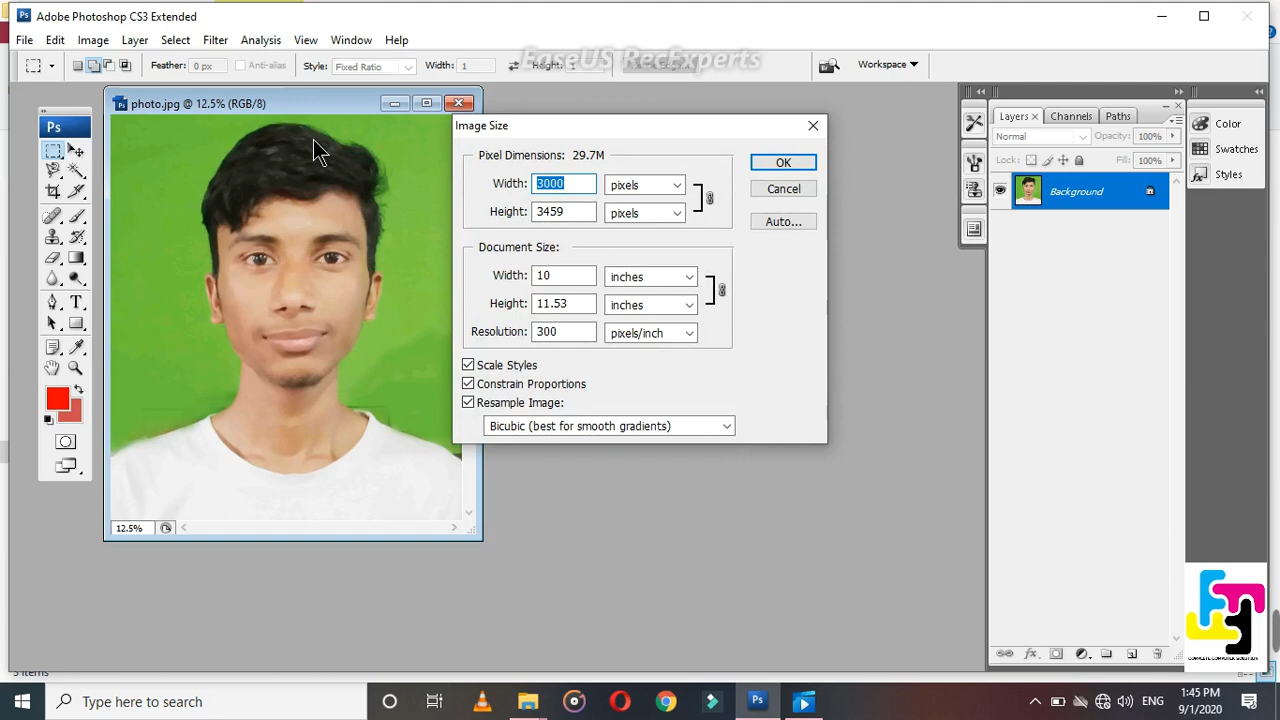 Adobe Photoshop CS3 Extended
File Edit Image Layer Select Filter Analysis View Window Help
Feather: 0 px Anti-alias Style: Fixed Ratio Width: 1 Height: 1 Workspace
EaseUS RecExperts
Ps
photo.jpg @ 12.5% (RGB/8)
12.5%
Image Size
Pixel Dimensions: 29.7M
Width: 3000 pixels
Height: 3459 pixels
Document Size:
Width: 10 inches
Height: 11.53 inches
Resolution: 300 pixels/inch
Scale Styles
Constrain Proportions
Resample Image:
Bicubic (best for smooth gradients)
OK
Cancel
Auto...
Layers x Channels Paths
Normal Opacity: 100%
Lock: Fill: 100%
Background
Color
Swatches
Styles
COMPLETE COMPUTER SOLUTION
Type here to search
ENG
1:45 PM
9/1/2020